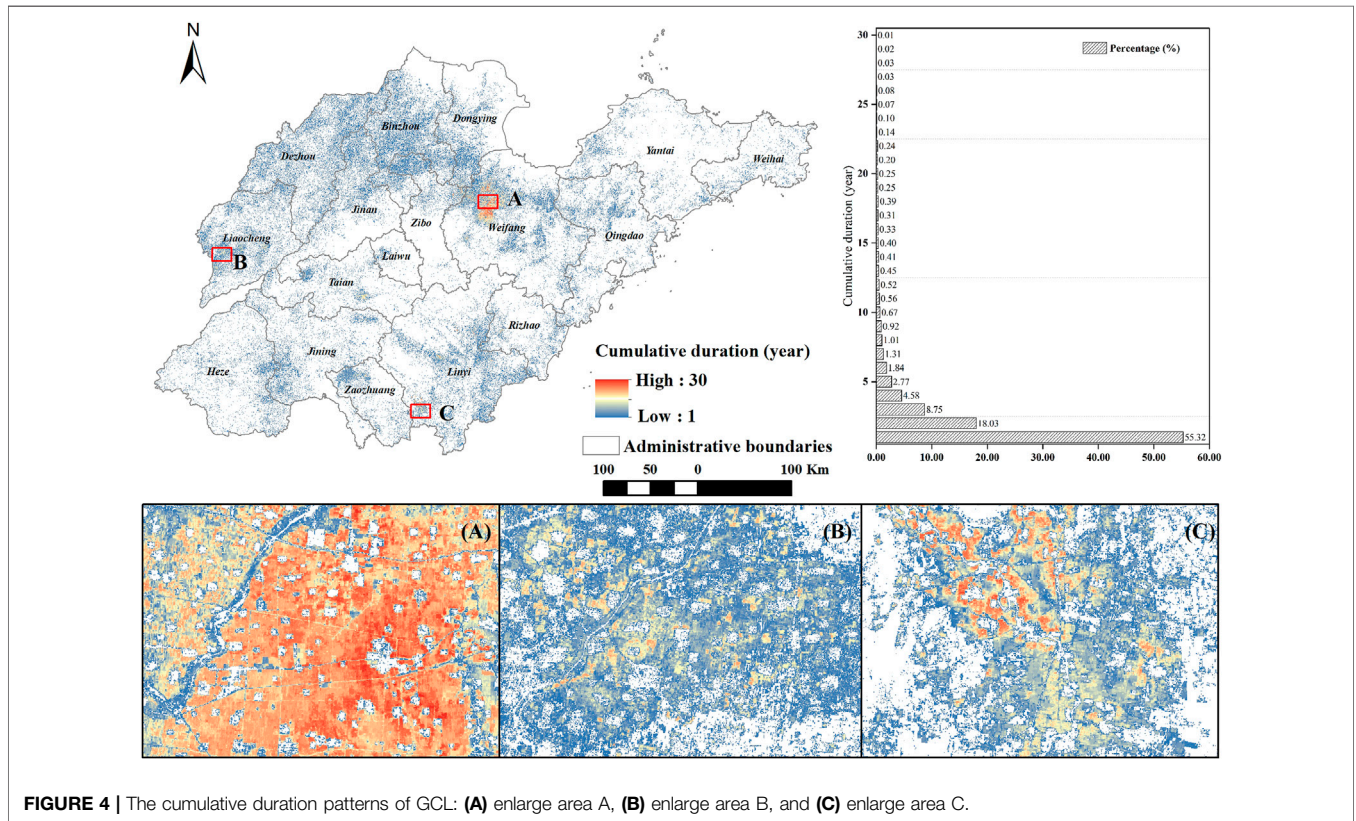 N
Binzhou
Dongying
Dezhou
Yantai
Weihai
A
Jinan
Zibo
Weifang
Liaocheng
Qingdao
B
Laiwu
Taian
Rizhao
Jining
Heze
Linyi
Zaozhuang
C
Cumulative duration (year)
High : 30
Low : 1
Administrative boundaries
100 50 0 100 Km
Percentage (%)
Cumulative duration (year)
30
25
20
15
10
5
0.01
0.02
0.03
0.03
0.08
0.07
0.10
0.14
0.24
0.20
0.25
0.25
0.39
0.31
0.33
0.40
0.41
0.45
0.52
0.56
0.67
0.92
1.01
1.31
1.84
2.77
4.58
8.75
18.03
55.32
0.00 10.00 20.00 30.00 40.00 50.00 60.00
(A)
(B)
(C)
FIGURE 4 | The cumulative duration patterns of GCL: (A) enlarge area A, (B) enlarge area B, and (C) enlarge area C.